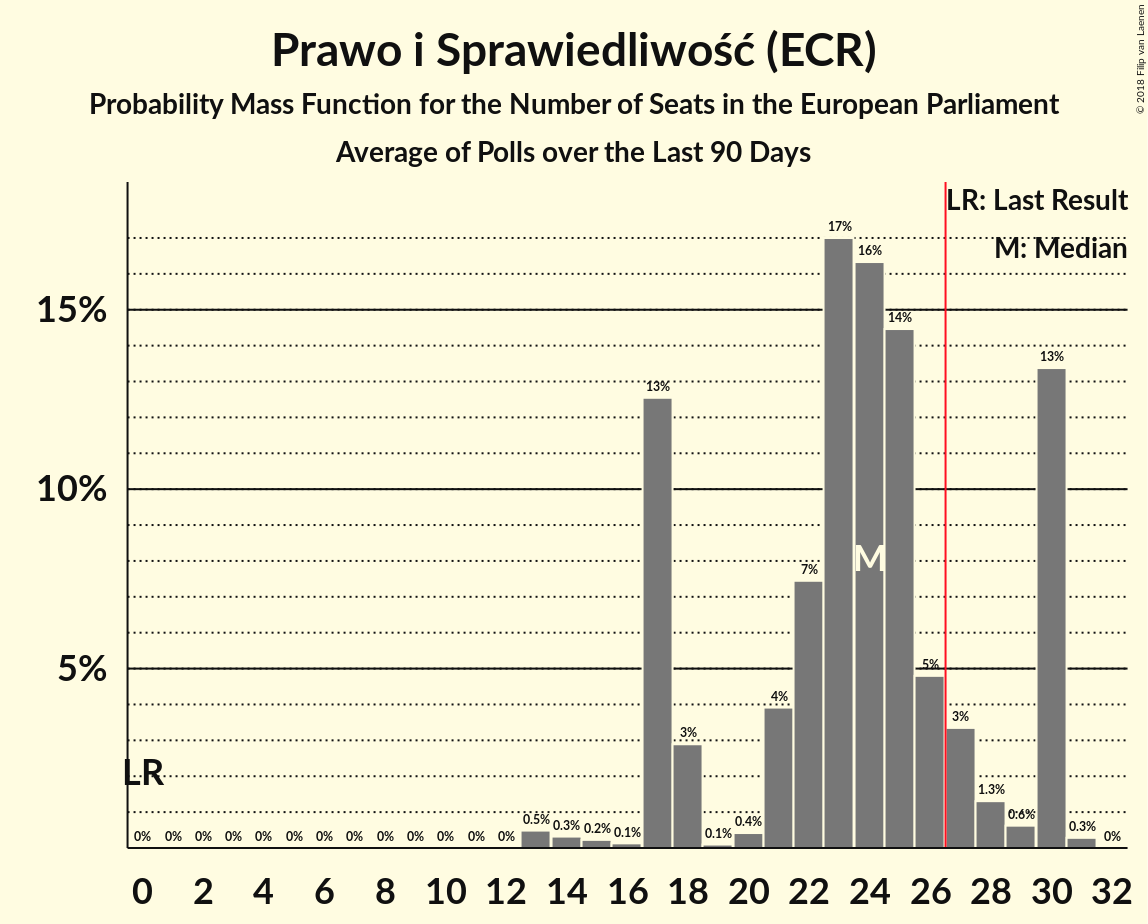 Prawo i Sprawiedliwość (ECR)
Probability Mass Function for the Number of Seats in the European Parliament
Average of Polls over the Last 90 Days
© 2018 Filip van Laenen
LR: Last Result
M: Median
17%
16%
15%
14%
13%
13%
10%
M
7%
5%
5%
4%
3%
3%
LR
1.3%
0% 0% 0% 0% 0% 0% 0% 0% 0% 0% 0% 0% 0% 0.5% 0.3% 0.2% 0.1% 0.1% 0.4% 0.6% 0.3% 0%
0 2 4 6 8 10 12 14 16 18 20 22 24 26 28 30 32